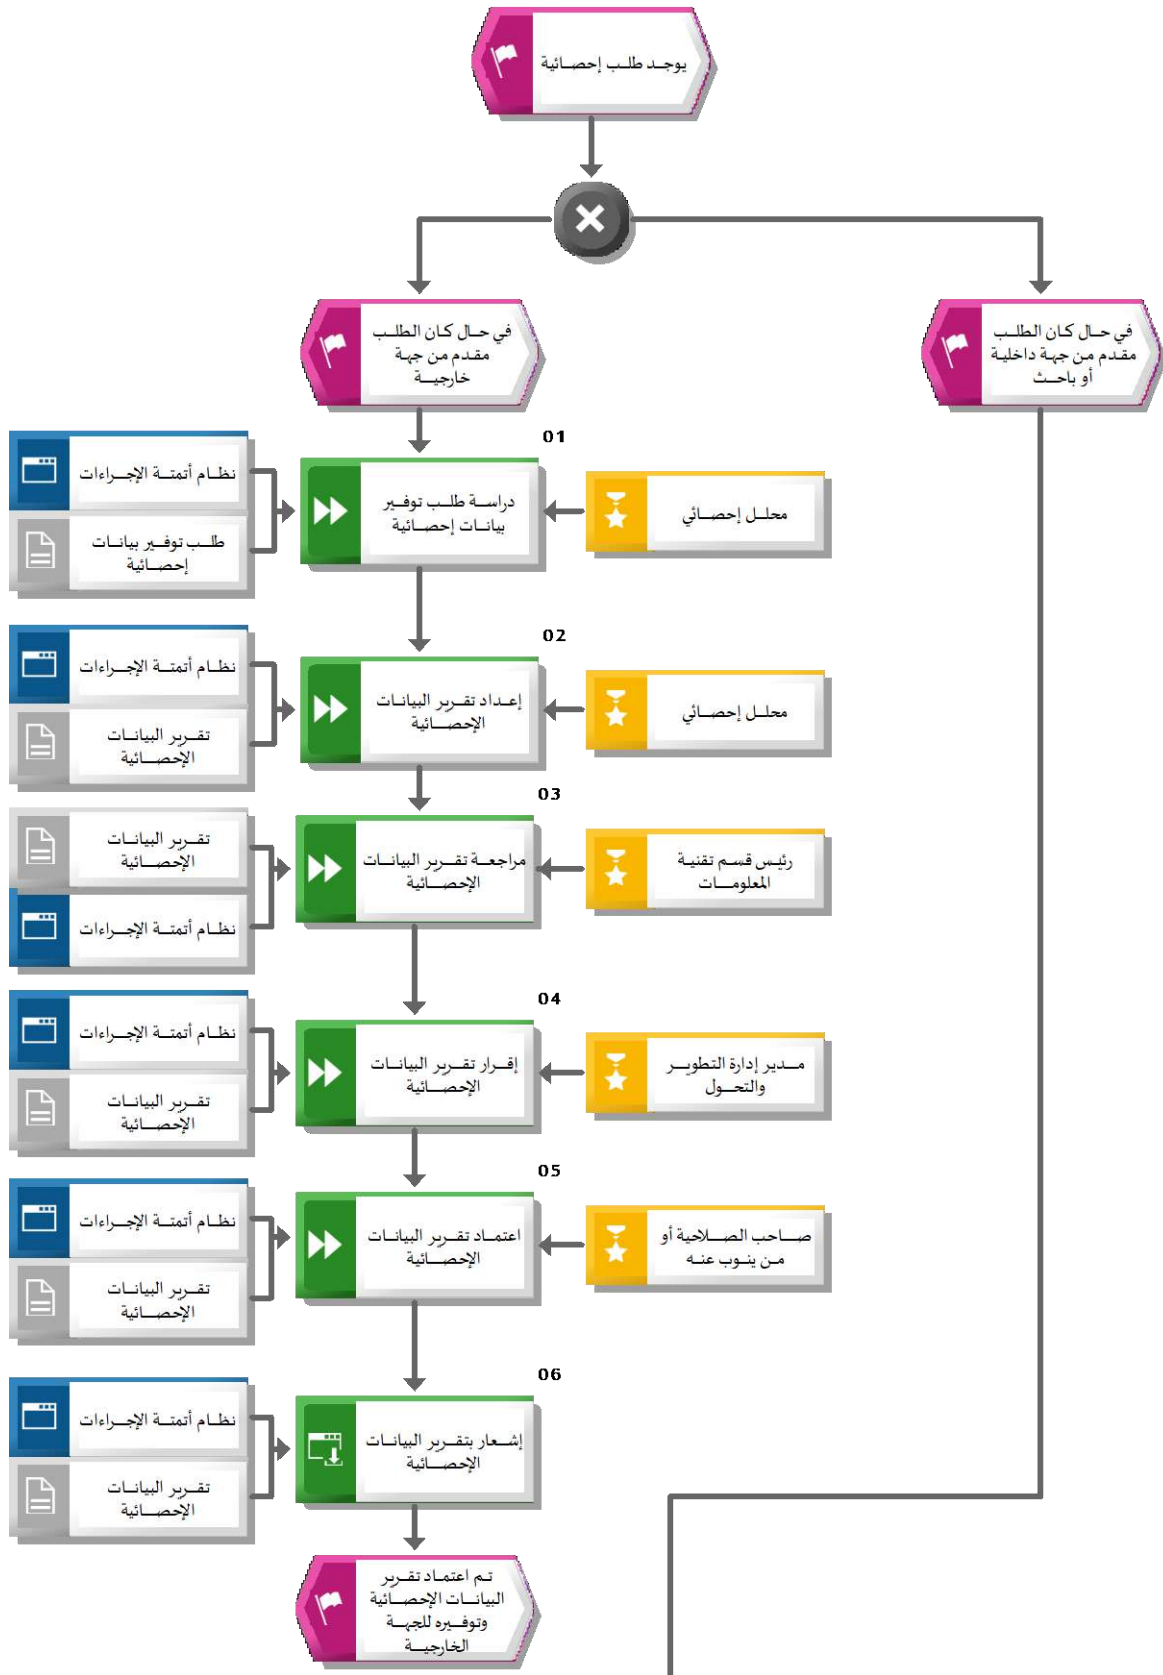 يوجد طلب إحصائية
في حال كان الطلب
مقدم من جهة داخلية
أو باحث
في حال كان الطلب
مقدم من جهة
خارجية
01
محلل إحصائي
دراسة طلب توفير
بيانات إحصائية
نظام أتمتة الإجراءات
طلب توفير بيانات
إحصائية
02
محلل إحصائي
إعداد تقرير البيانات
الإحصائية
نظام أتمتة الإجراءات
تقرير البيانات
الإحصائية
03
رئيس قسم تقنية
المعلومات
مراجعة تقرير البيانات
الإحصائية
تقرير البيانات
الإحصائية
نظام أتمتة الإجراءات
04
مدير إدارة التطوير
والتحول
إقرار تقرير البيانات
الإحصائية
نظام أتمتة الإجراءات
تقرير البيانات
الإحصائية
05
صاحب الصلاحية أو
من ينوب عنه
اعتماد تقرير البيانات
الإحصائية
نظام أتمتة الإجراءات
تقرير البيانات
الإحصائية
06
إشعار بتقرير البيانات
الإحصائية
نظام أتمتة الإجراءات
تقرير البيانات
الإحصائية
تم اعتماد تقرير
البيانات الإحصائية
وتوفيره للجهة
الخارجية